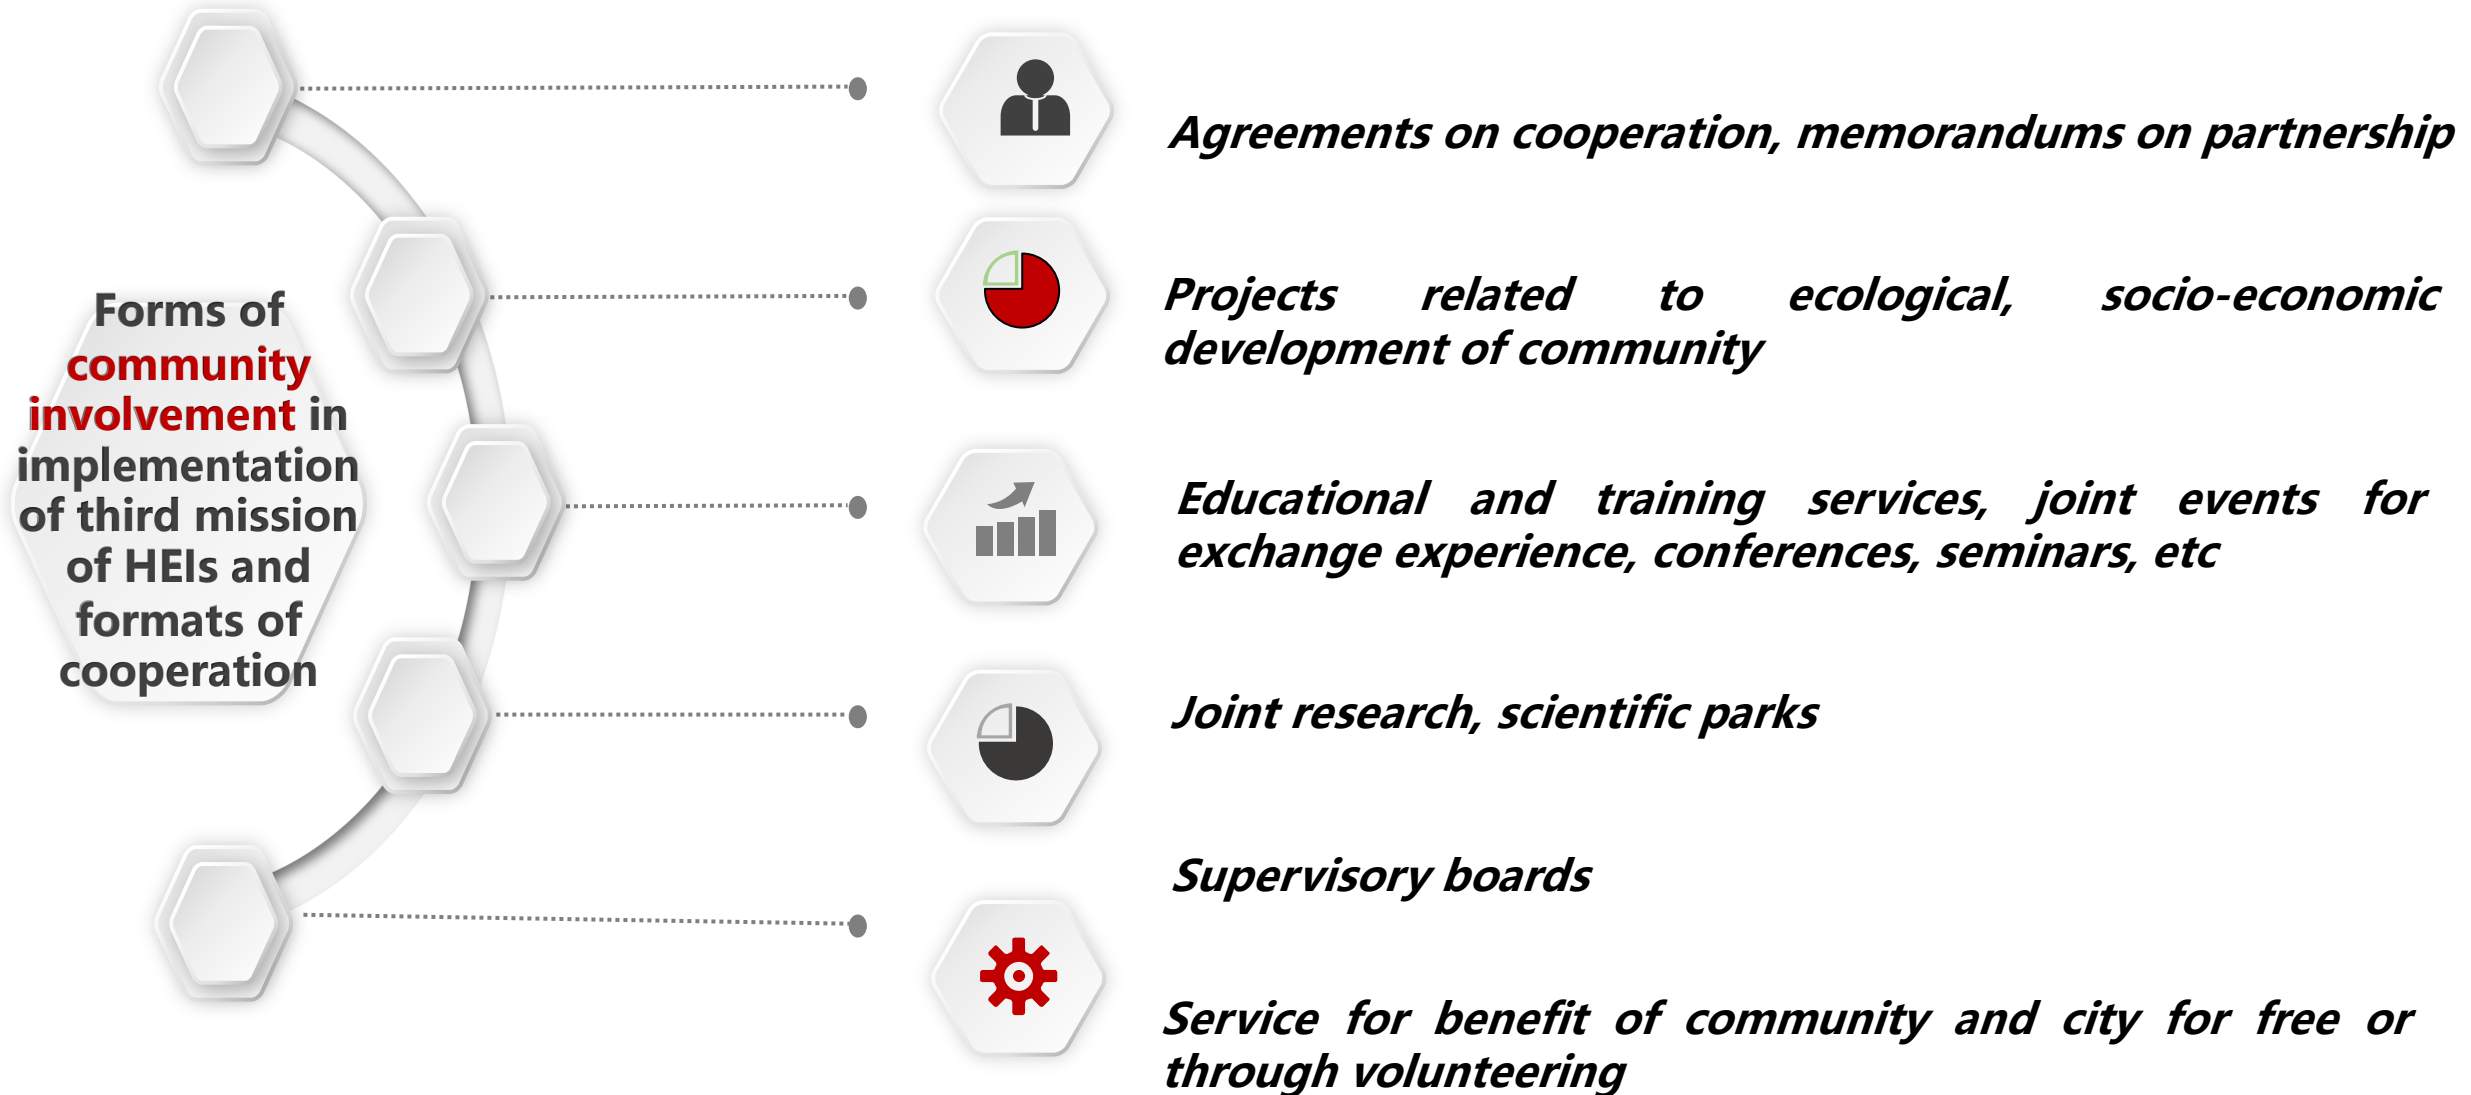 Forms of
community
involvement in
implementation
of third mission
of HEIs and
formats of
cooperation
Agreements on cooperation, memorandums on partnership
Projects related to ecological, socio-economic
development of community
Educational and training services, joint events for
exchange experience, conferences, seminars, etc
Joint research, scientific parks
Supervisory boards
Service for benefit of community and city for free or
through volunteering